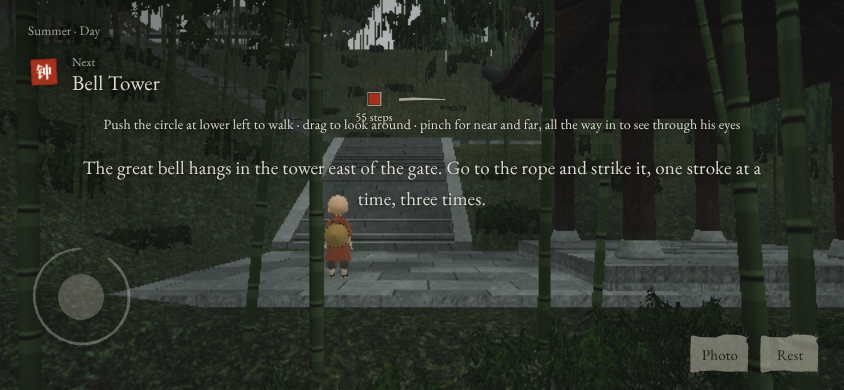 Summer · Day
钟
Next
Bell Tower
55 steps
Push the circle at lower left to walk · drag to look around · pinch for near and far, all the way in to see through his eyes
The great bell hangs in the tower east of the gate. Go to the rope and strike it, one stroke at a
time, three times.
Photo
Rest